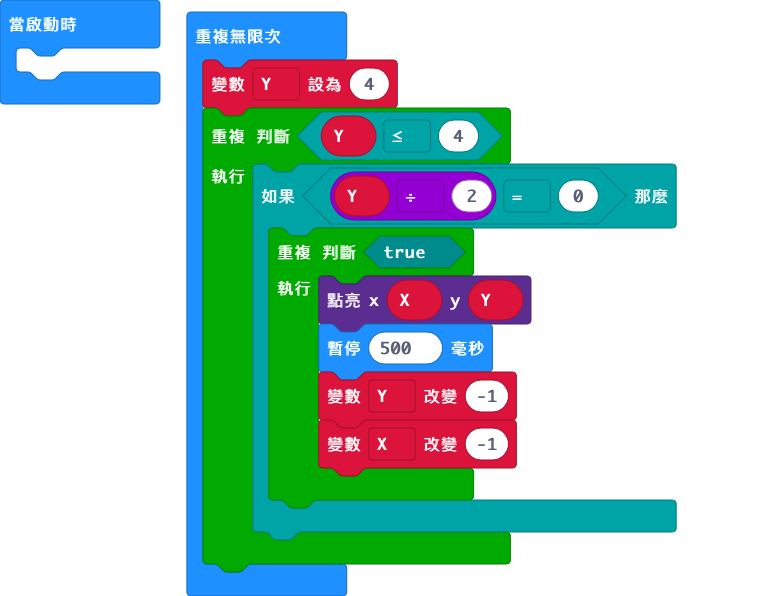 當啟動時
重複無限次
變數 Y 設為 4
重複 判斷 Y ≤ 4
執行
如果 Y ÷ 2 = 0 那麼
重複 判斷 true
執行
點亮 x X y Y
暫停 500 毫秒
變數 Y 改變 -1
變數 X 改變 -1